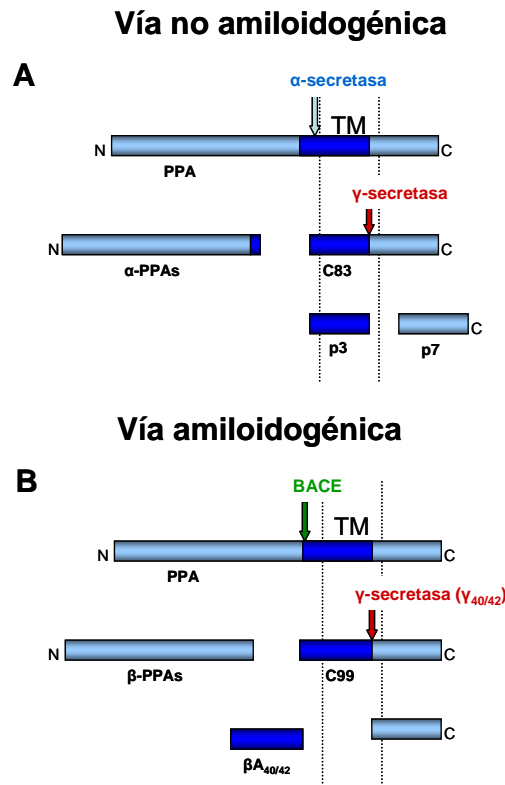 Vía no amiloidogénica
A
α-secretasa
TM
N
C
PPA
γ-secretasa
N
C
α-PPAs
C83
C
p3
p7
Vía amiloidogénica
B
BACE
TM
N
C
PPA
γ-secretasa (γ40/42)
N
C
β-PPAs
C99
C
βA40/42